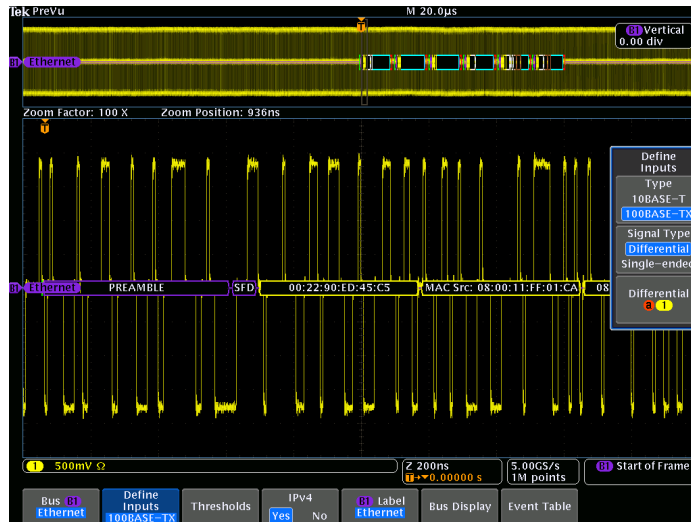 Tek PreVu
M 20.0µs
B1 Vertical
0.00 div
B1 Ethernet
Zoom Factor: 100 X
Zoom Position: 936ns
T
Define
Inputs
Type
10BASE-T
100BASE-TX
Signal Type
Differential
Single-ended
B1 Ethernet
PREAMBLE
SFD
00:22:90:ED:45:C5
MAC Src: 08:00:11:FF:01:CA
08
Differential
a 1
1 500mV Ω
Z 200ns
T→▼0.00000 s
5.00GS/s
1M points
B1 Start of Frame
Bus B1
Ethernet
Define
Inputs
100BASE-TX
Thresholds
IPv4
Yes No
B1 Label
Ethernet
Bus Display
Event Table